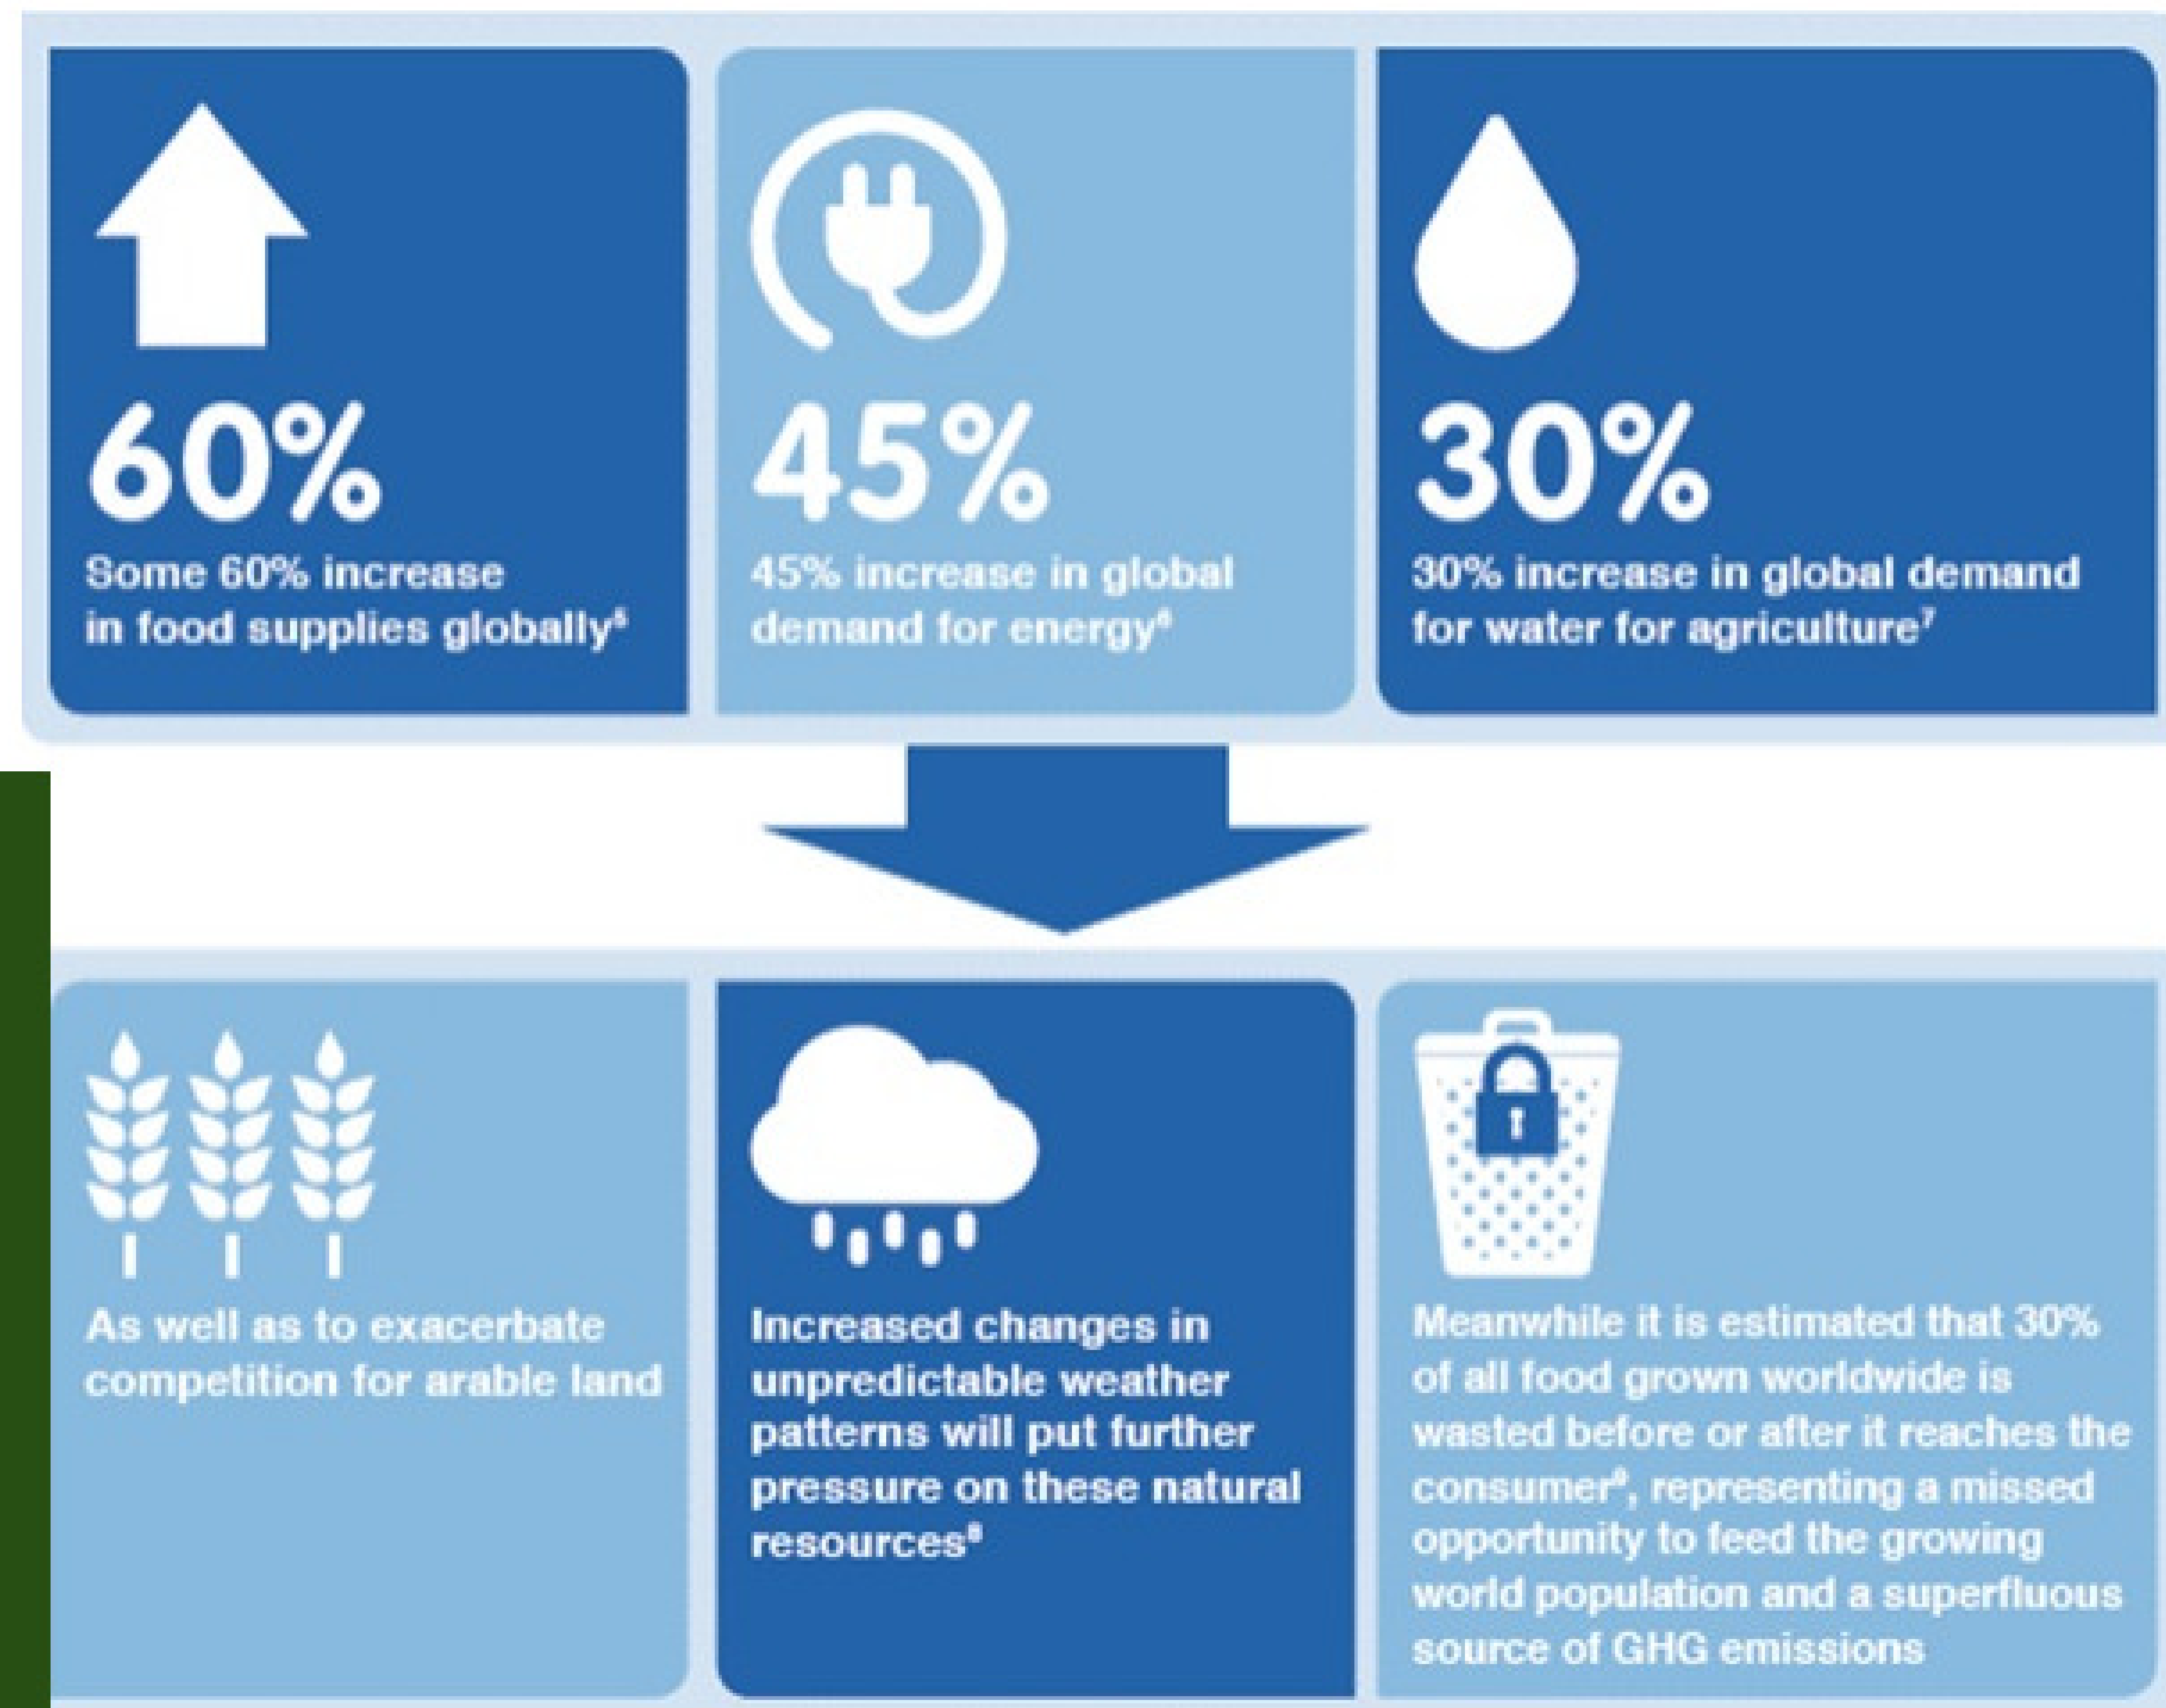 60%
Some 60% increase
in food supplies globally⁵
45%
45% increase in global
demand for energy⁶
30%
30% increase in global demand
for water for agriculture⁷
As well as to exacerbate
competition for arable land
Increased changes in
unpredictable weather
patterns will put further
pressure on these natural
resources⁸
Meanwhile it is estimated that 30%
of all food grown worldwide is
wasted before or after it reaches the
consumer⁹, representing a missed
opportunity to feed the growing
world population and a superfluous
source of GHG emissions